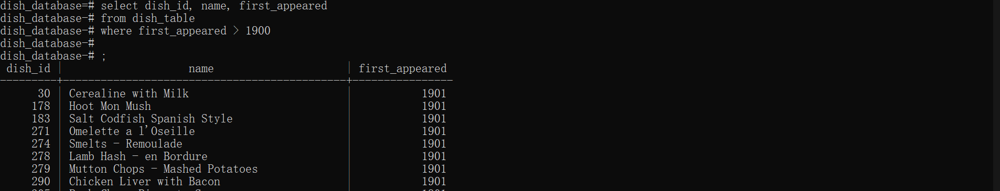 dish_database=# select dish_id, name, first_appeared
dish_database-# from dish_table
dish_database-# where first_appeared > 1900
dish_database-#
dish_database-# ;
dish_id | name | first_appeared
---------+----------------------------------------------+----------------
30 | Cerealine with Milk | 1901
178 | Hoot Mon Mush | 1901
183 | Salt Codfish Spanish Style | 1901
271 | Omelette a l'Oseille | 1901
274 | Smelts - Remoulade | 1901
278 | Lamb Hash - en Bordure | 1901
279 | Mutton Chops - Mashed Potatoes | 1901
290 | Chicken Liver with Bacon | 1901